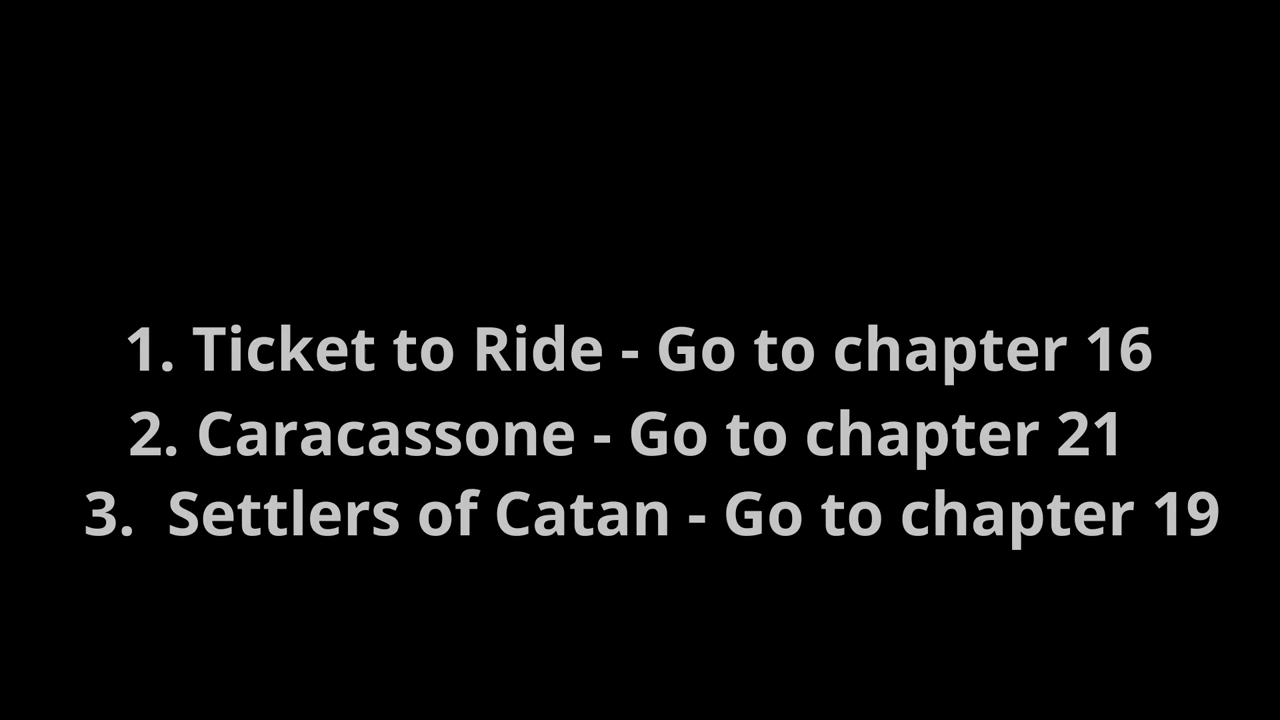 1. Ticket to Ride - Go to chapter 16
2. Caracassone - Go to chapter 21
3. Settlers of Catan - Go to chapter 19